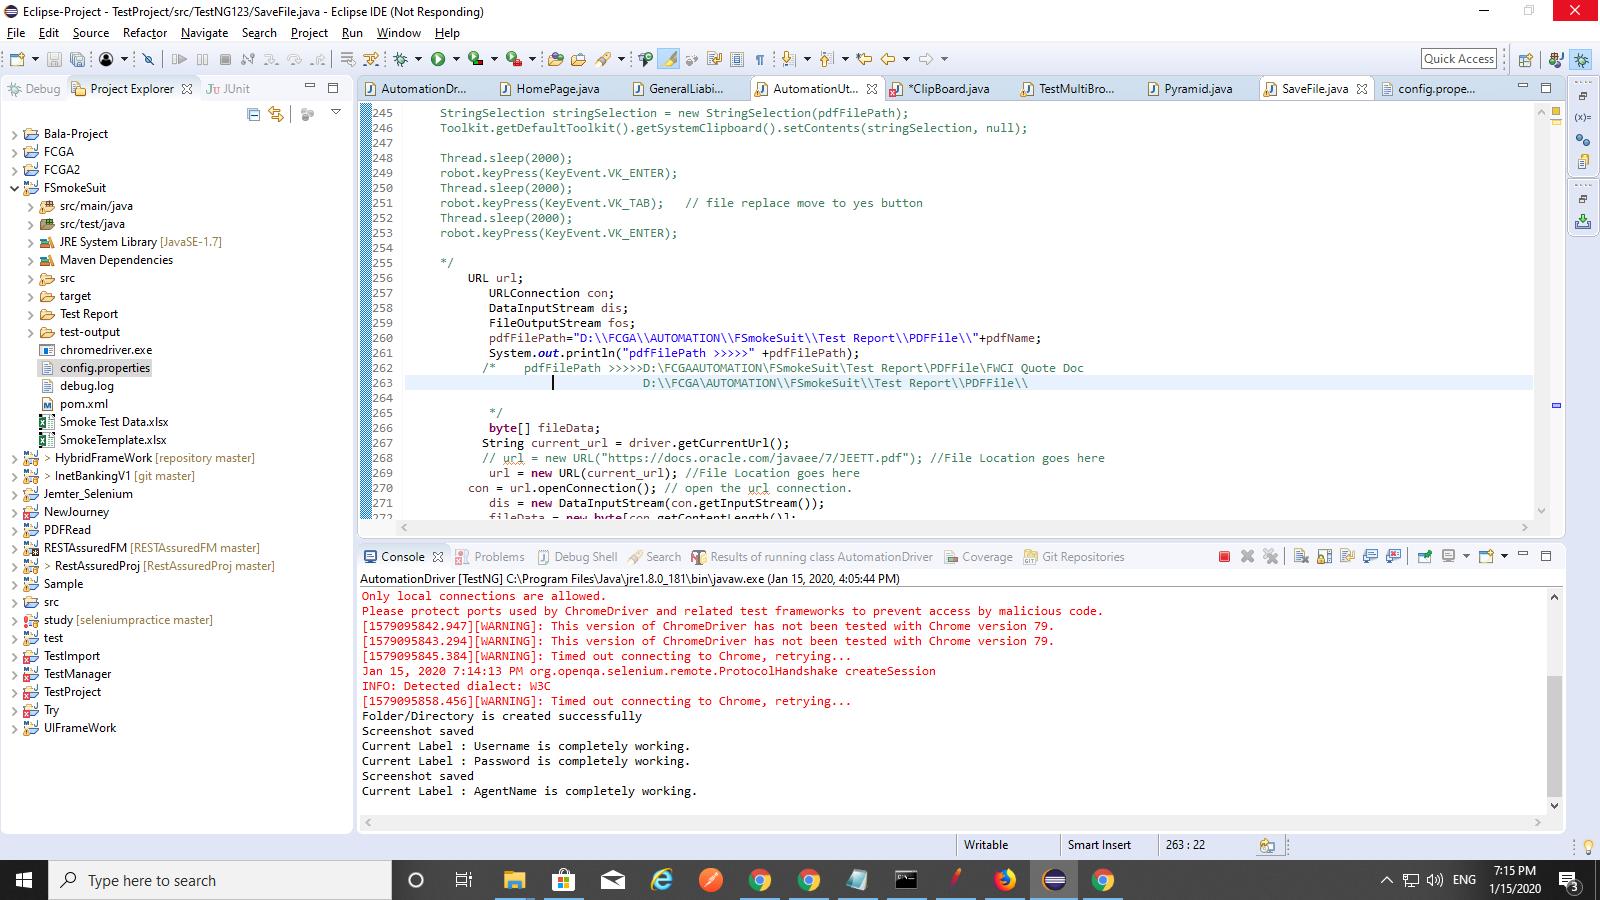 Eclipse-Project - TestProject/src/TestNG123/SaveFile.java - Eclipse IDE (Not Responding)
File Edit Source Refactor Navigate Search Project Run Window Help
Quick Access
Debug Project Explorer JUnit
Bala-Project
FCGA
FCGA2
FSmokeSuit
src/main/java
src/test/java
JRE System Library [JavaSE-1.7]
Maven Dependencies
src
target
Test Report
test-output
chromedriver.exe
config.properties
debug.log
pom.xml
Smoke Test Data.xlsx
SmokeTemplate.xlsx
> HybridFrameWork [repository master]
> InetBankingV1 [git master]
Jemter_Selenium
NewJourney
PDFRead
RESTAssuredFM [RESTAssuredFM master]
> RestAssuredProj [RestAssuredProj master]
Sample
src
study [seleniumpractice master]
test
TestImport
TestManager
TestProject
Try
UIFrameWork
AutomationDr... HomePage.java GeneralLiabi... AutomationUt... *ClipBoard.java TestMultiBro... Pyramid.java SaveFile.java config.prope...
245 StringSelection stringSelection = new StringSelection(pdfFilePath);
246 Toolkit.getDefaultToolkit().getSystemClipboard().setContents(stringSelection, null);
247
248 Thread.sleep(2000);
249 robot.keyPress(KeyEvent.VK_ENTER);
250 Thread.sleep(2000);
251 robot.keyPress(KeyEvent.VK_TAB); // file replace move to yes button
252 Thread.sleep(2000);
253 robot.keyPress(KeyEvent.VK_ENTER);
254
255 */
256 URL url;
257 URLConnection con;
258 DataInputStream dis;
259 FileOutputStream fos;
260 pdfFilePath="D:\\FCGA\\AUTOMATION\\FSmokeSuit\\Test Report\\PDFFile\\"+pdfName;
261 System.out.println("pdfFilePath >>>>>" +pdfFilePath);
262 /* pdfFilePath >>>>>D:\FCGAAUTOMATION\FSmokeSuit\Test Report\PDFFile\FWCI Quote Doc
263 D:\\FCGA\AUTOMATION\\FSmokeSuit\\Test Report\\PDFFile\\
264
265 */
266 byte[] fileData;
267 String current_url = driver.getCurrentUrl();
268 // url = new URL("https://docs.oracle.com/javaee/7/JEETT.pdf"); //File Location goes here
269 url = new URL(current_url); //File Location goes here
270 con = url.openConnection(); // open the url connection.
271 dis = new DataInputStream(con.getInputStream());
272 fileData = new byte[con.getContentLength()];
Console Problems Debug Shell Search Results of running class AutomationDriver Coverage Git Repositories
AutomationDriver [TestNG] C:\Program Files\Java\jre1.8.0_181\bin\javaw.exe (Jan 15, 2020, 4:05:44 PM)
Only local connections are allowed.
Please protect ports used by ChromeDriver and related test frameworks to prevent access by malicious code.
[1579095842.947][WARNING]: This version of ChromeDriver has not been tested with Chrome version 79.
[1579095843.294][WARNING]: This version of ChromeDriver has not been tested with Chrome version 79.
[1579095845.384][WARNING]: Timed out connecting to Chrome, retrying...
Jan 15, 2020 7:14:13 PM org.openqa.selenium.remote.ProtocolHandshake createSession
INFO: Detected dialect: W3C
[1579095858.456][WARNING]: Timed out connecting to Chrome, retrying...
Folder/Directory is created successfully
Screenshot saved
Current Label : Username is completely working.
Current Label : Password is completely working.
Screenshot saved
Current Label : AgentName is completely working.
Writable Smart Insert 263 : 22
Type here to search
ENG
7:15 PM
1/15/2020
3